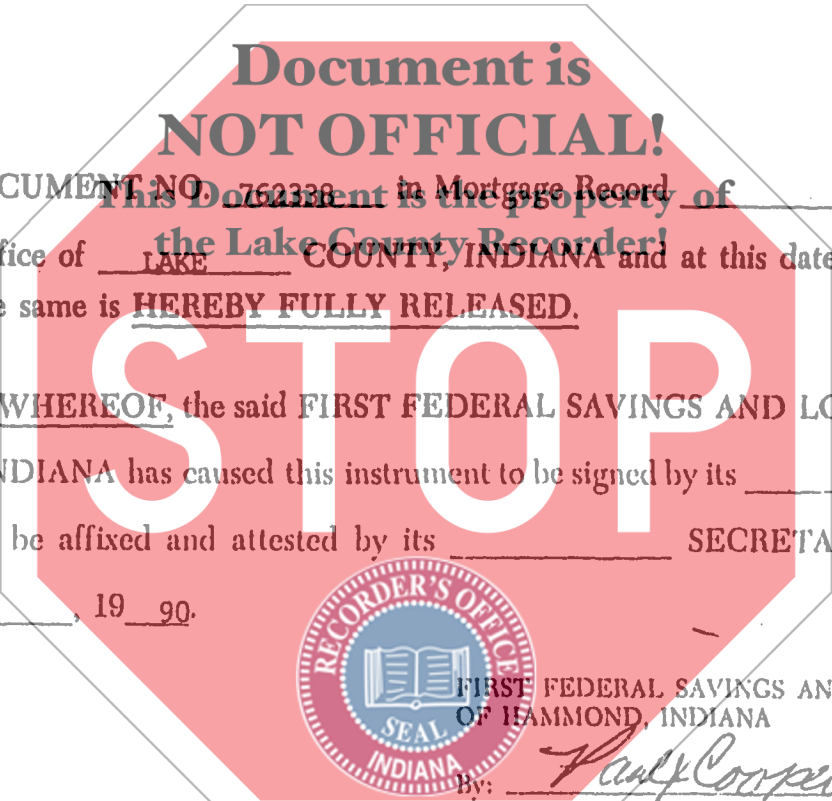 Document is
NOT OFFICIAL!
CUMENT NO. 762338 in Mortgage Record
This Document is the property of
the Lake County Recorder!
fice of LAKE COUNTY, INDIANA and at this date
e same is HEREBY FULLY RELEASED.
STOP
WHEREOF, the said FIRST FEDERAL SAVINGS AND LO
NDIANA has caused this instrument to be signed by its
be affixed and attested by its SECRETA
, 19 90.
RECORDER'S OFFICE
SEAL
INDIANA
FIRST FEDERAL SAVINGS AN
OF HAMMOND, INDIANA
By: Paul J Cooper